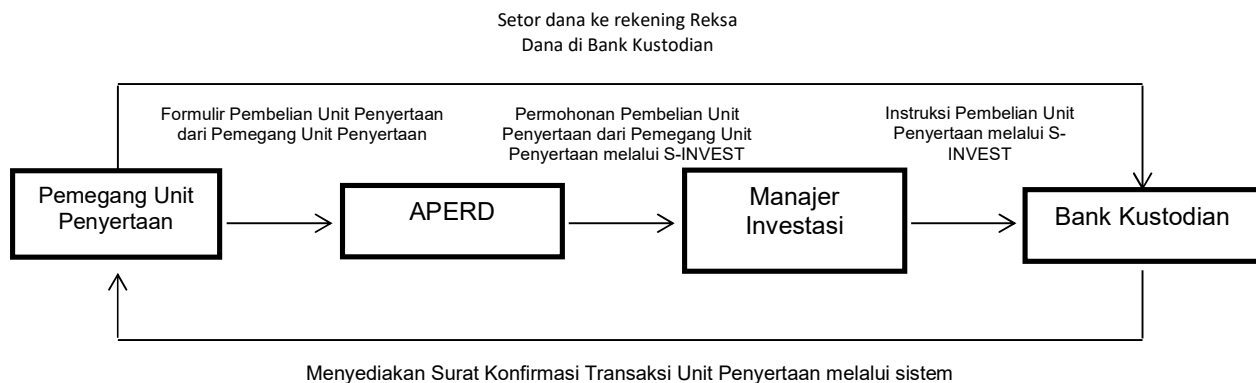 Setor dana ke rekening Reksa
Dana di Bank Kustodian
Formulir Pembelian Unit Penyertaan
dari Pemegang Unit Penyertaan
Permohonan Pembelian Unit
Penyertaan dari Pemegang Unit
Penyertaan melalui S-INVEST
Instruksi Pembelian Unit
Penyertaan melalui S-
INVEST
Pemegang Unit
Penyertaan
APERD
Manajer
Investasi
Bank Kustodian
Menyediakan Surat Konfirmasi Transaksi Unit Penyertaan melalui sistem